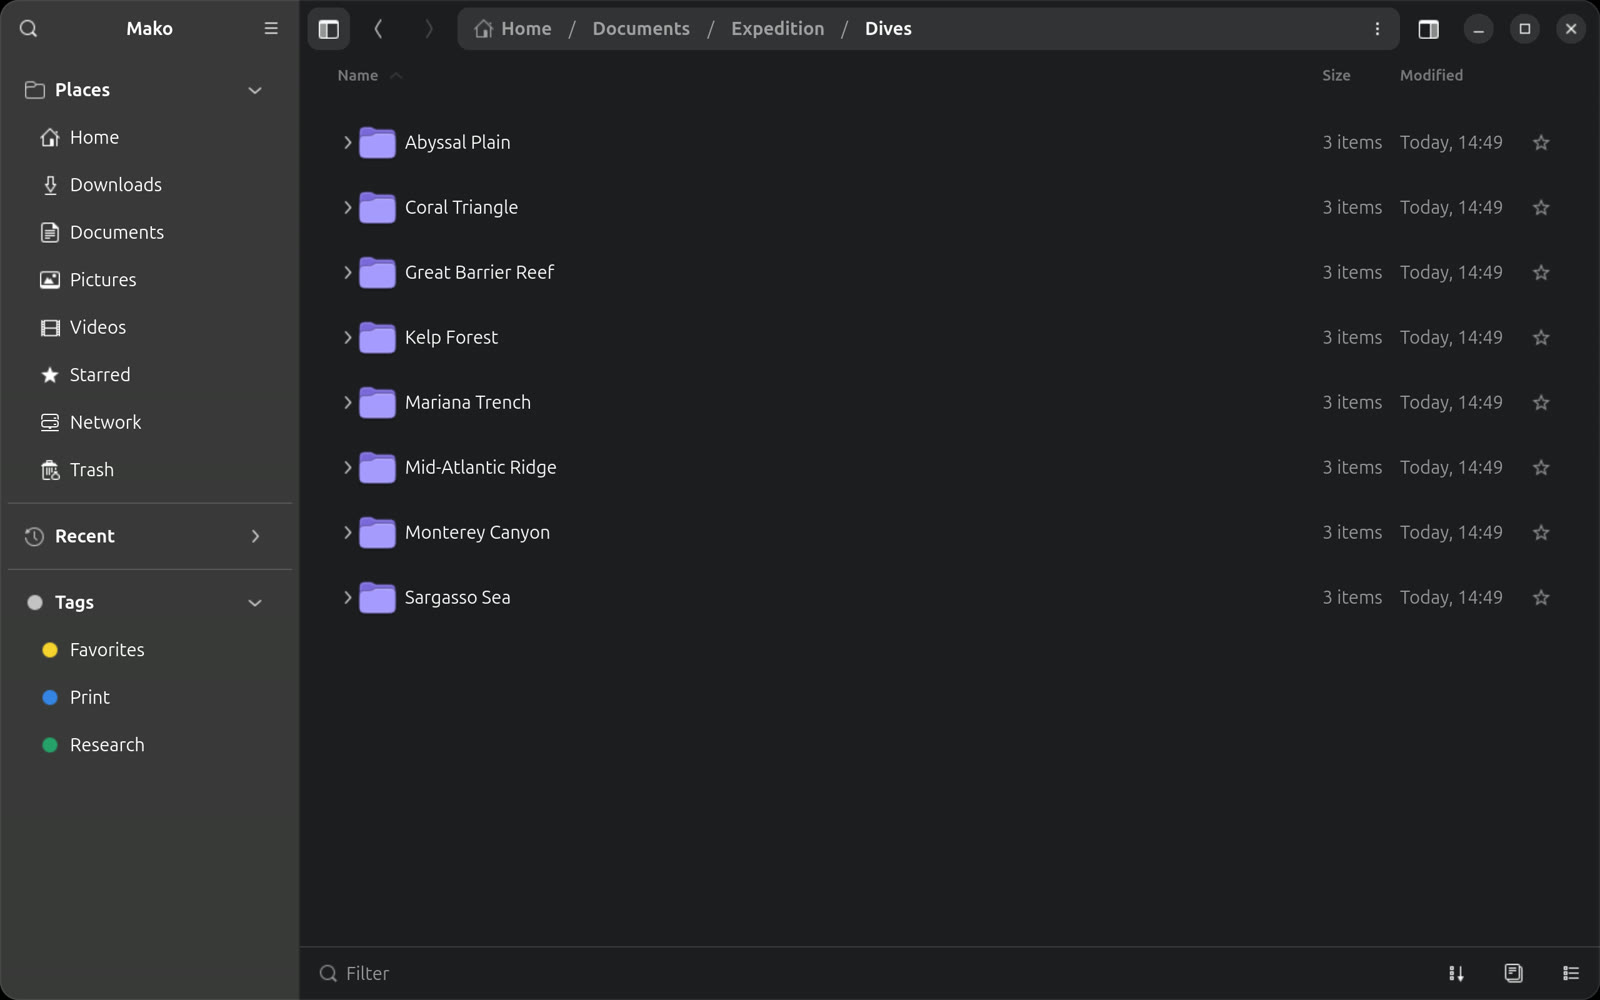 Mako
Home / Documents / Expedition / Dives
Places
Home
Downloads
Documents
Pictures
Videos
Starred
Network
Trash
Recent
Tags
Favorites
Print
Research
Name Size Modified
Abyssal Plain 3 items Today, 14:49
Coral Triangle 3 items Today, 14:49
Great Barrier Reef 3 items Today, 14:49
Kelp Forest 3 items Today, 14:49
Mariana Trench 3 items Today, 14:49
Mid-Atlantic Ridge 3 items Today, 14:49
Monterey Canyon 3 items Today, 14:49
Sargasso Sea 3 items Today, 14:49
Filter